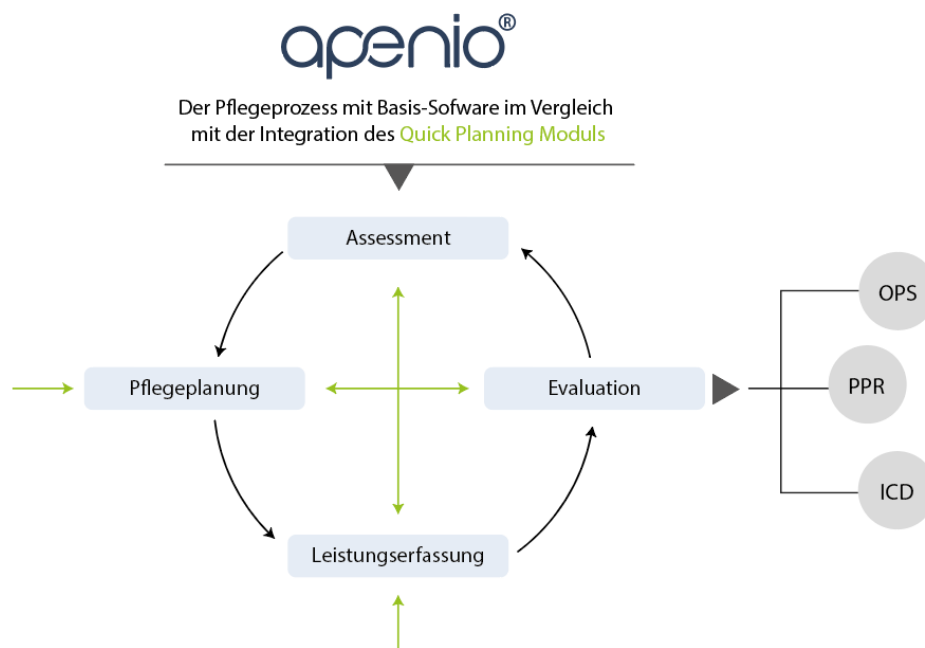 apenio®
Der Pflegeprozess mit Basis-Sofware im Vergleich
mit der Integration des Quick Planning Moduls
Assessment
OPS
Pflegeplanung
Evaluation
PPR
ICD
Leistungserfassung